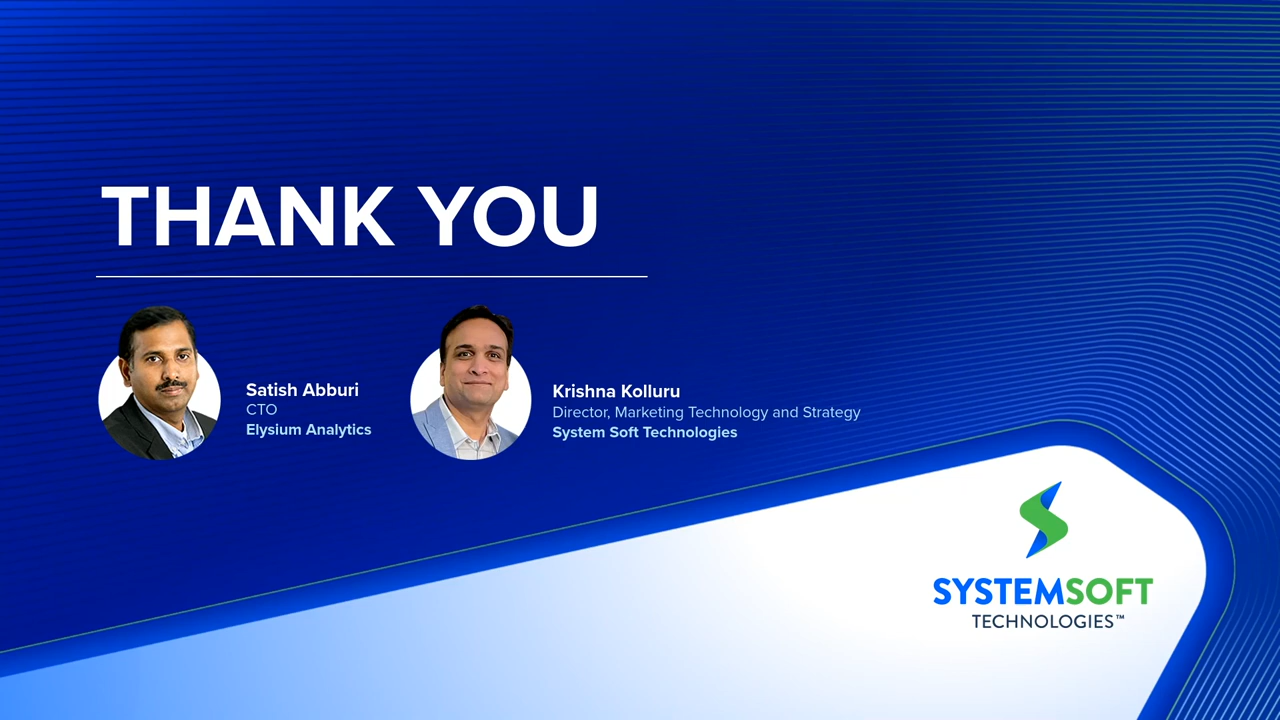 THANK YOU
Satish Abburi
CTO
Elysium Analytics
Krishna Kolluru
Director, Marketing Technology and Strategy
System Soft Technologies
SYSTEMSOFT
TECHNOLOGIES™